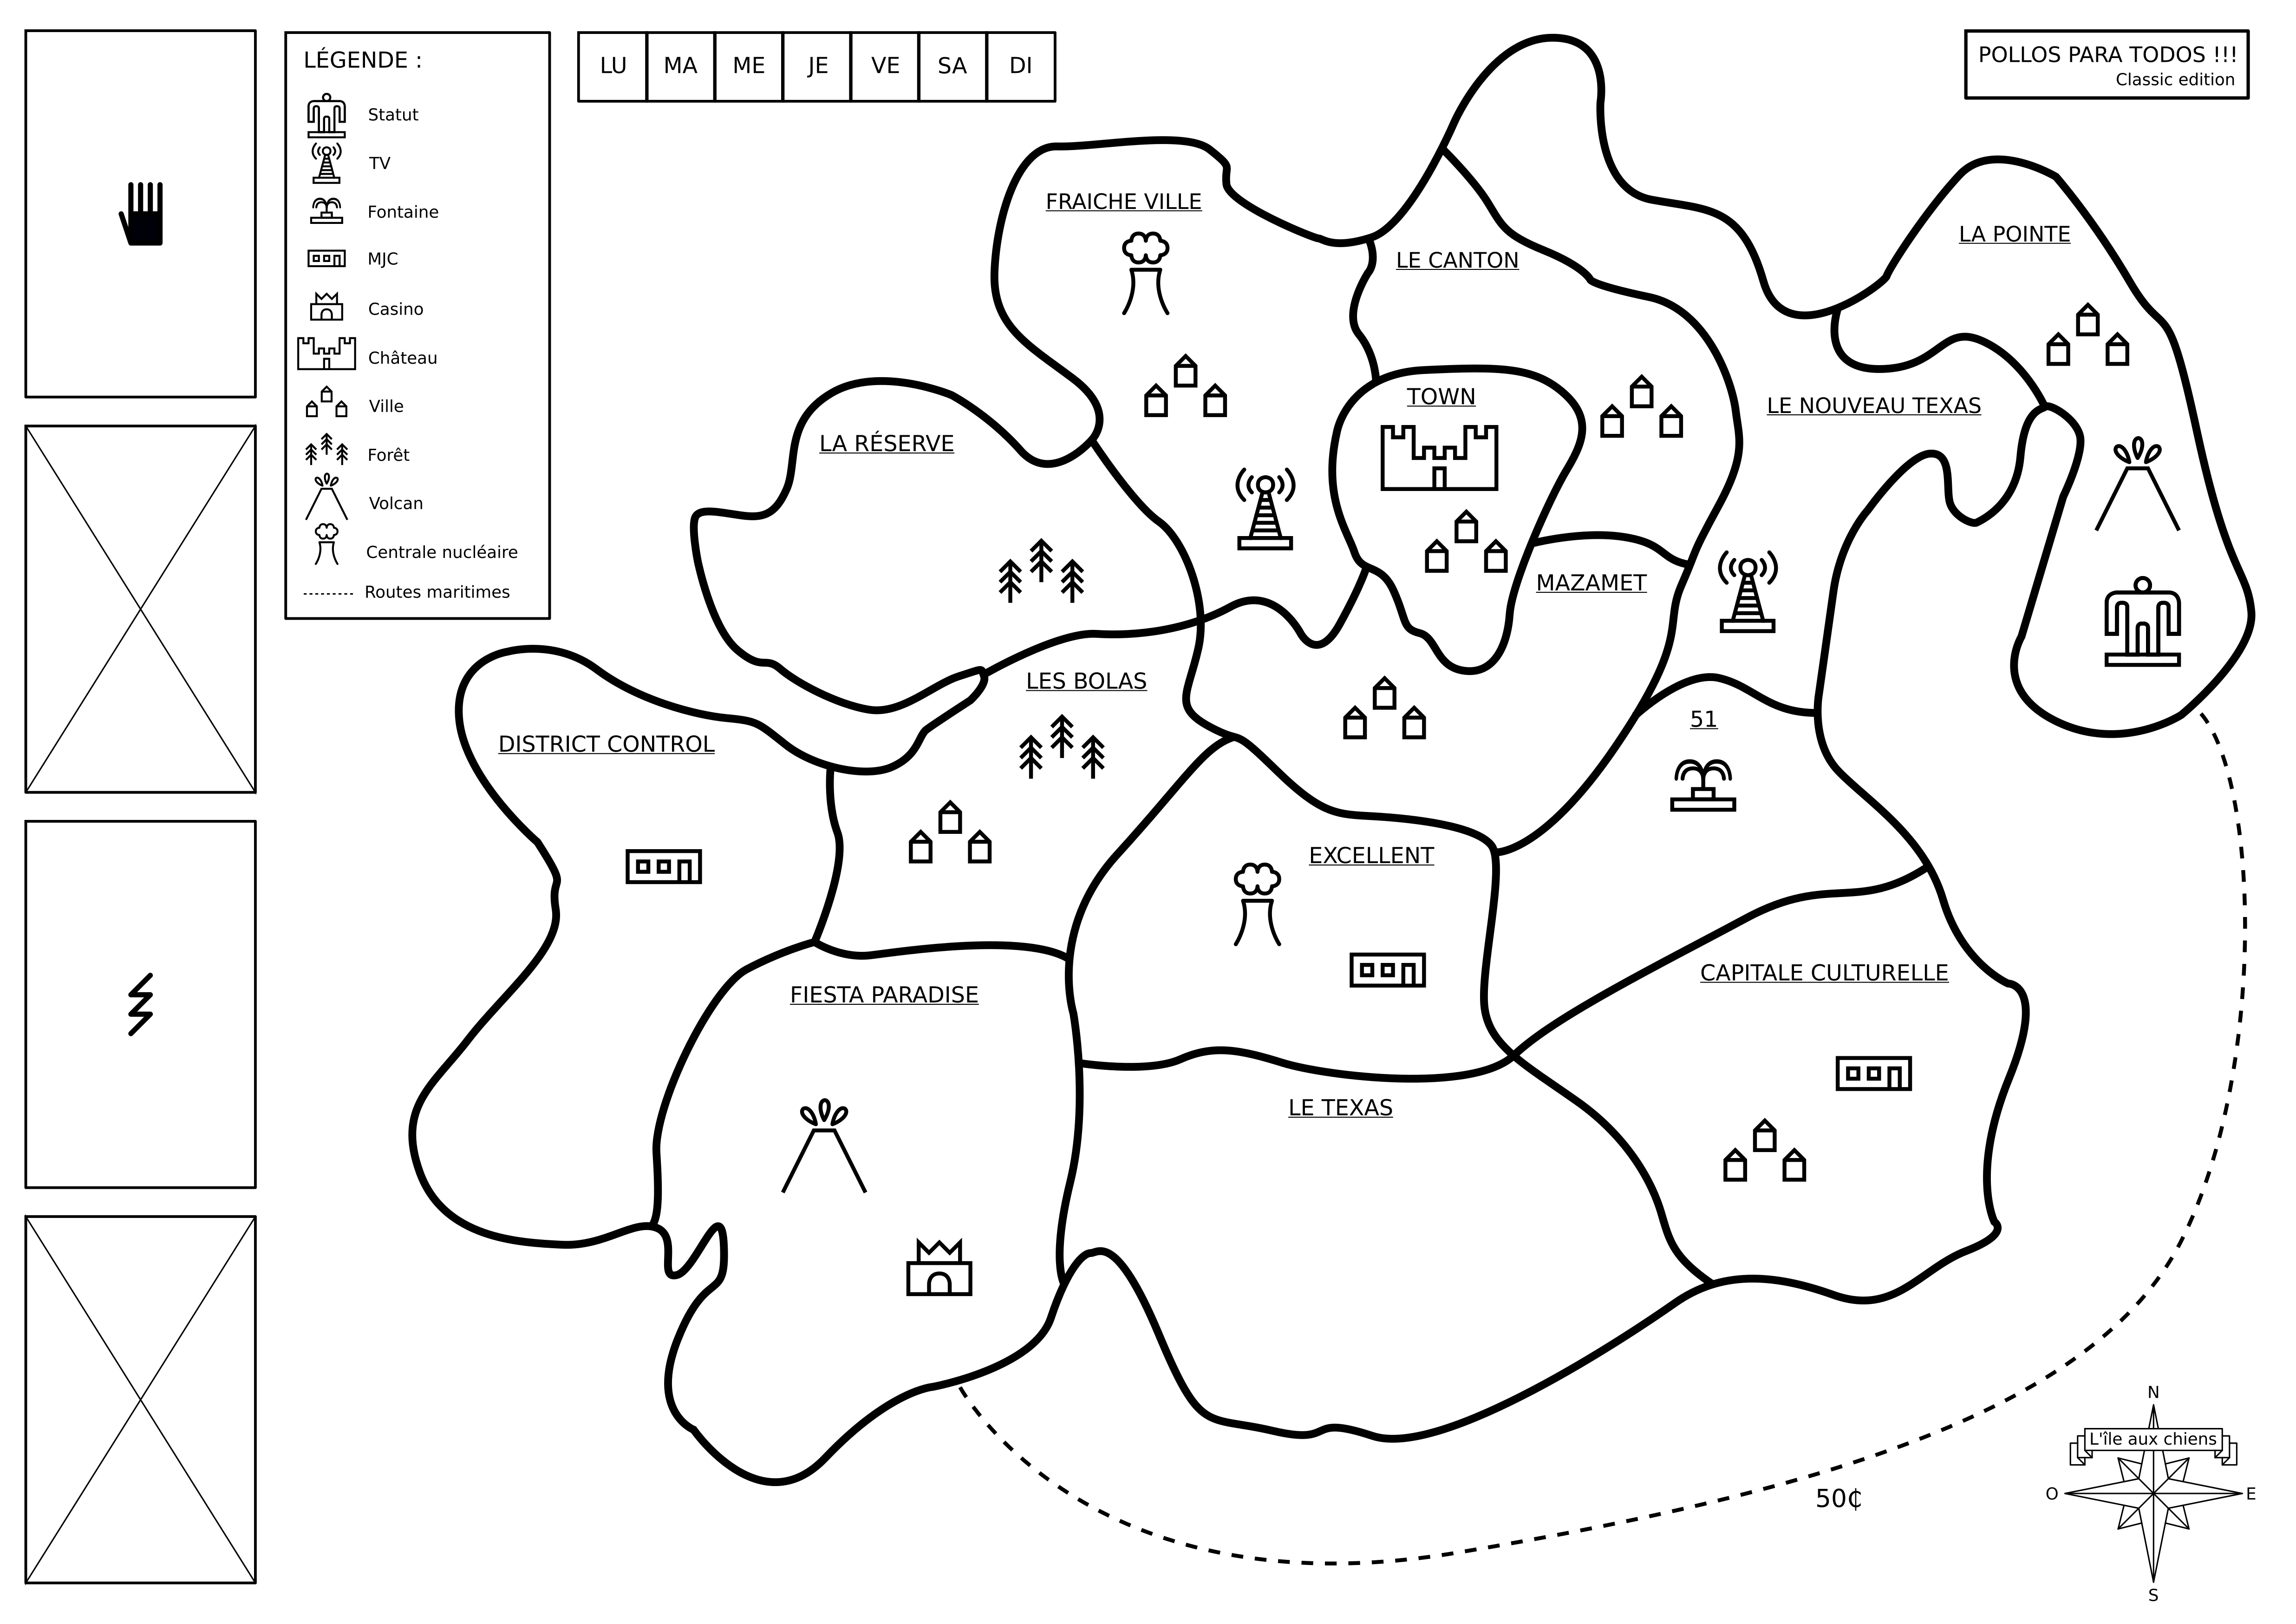 LÉGENDE :
Statut
TV
Fontaine
MJC
Casino
Château
Ville
Forêt
Volcan
Centrale nucléaire
Routes maritimes
LU MA ME JE VE SA DI
POLLOS PARA TODOS !!!
Classic edition
FRAICHE VILLE
LE CANTON
LA POINTE
TOWN
LE NOUVEAU TEXAS
LA RÉSERVE
MAZAMET
LES BOLAS
51
DISTRICT CONTROL
EXCELLENT
CAPITALE CULTURELLE
FIESTA PARADISE
LE TEXAS
50¢
N
L'île aux chiens
O E
S